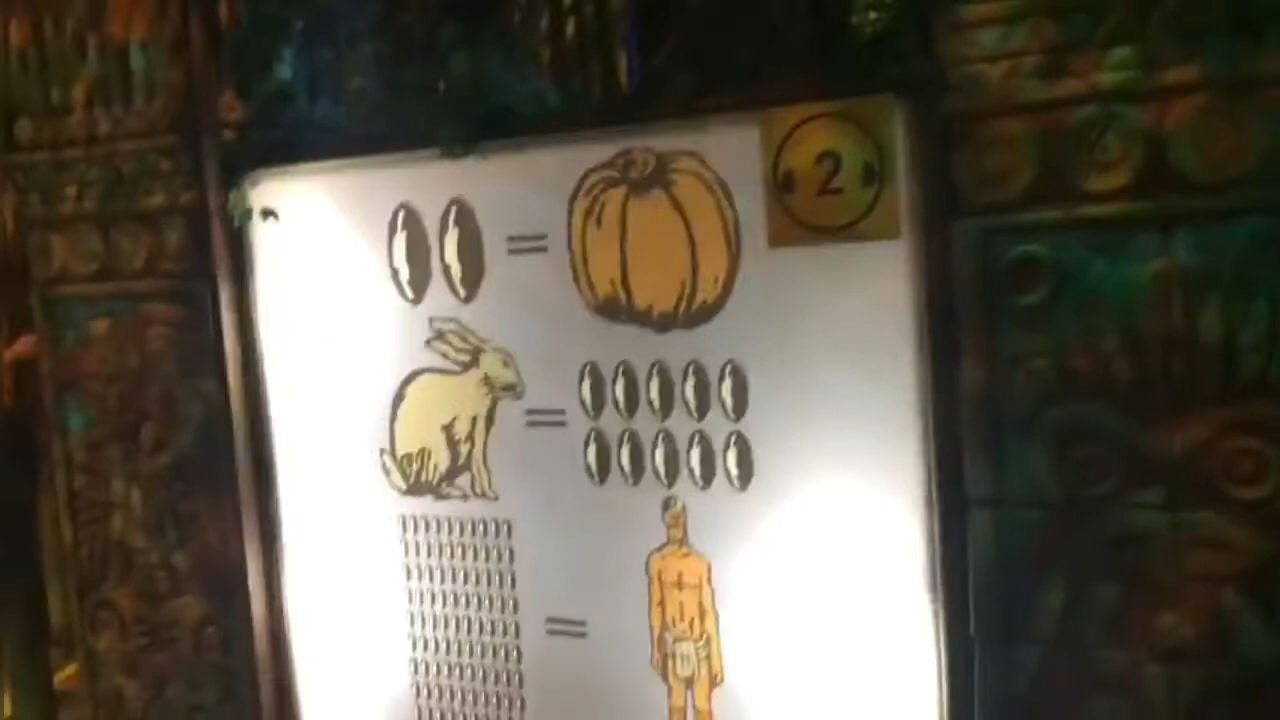 2
=
=
=